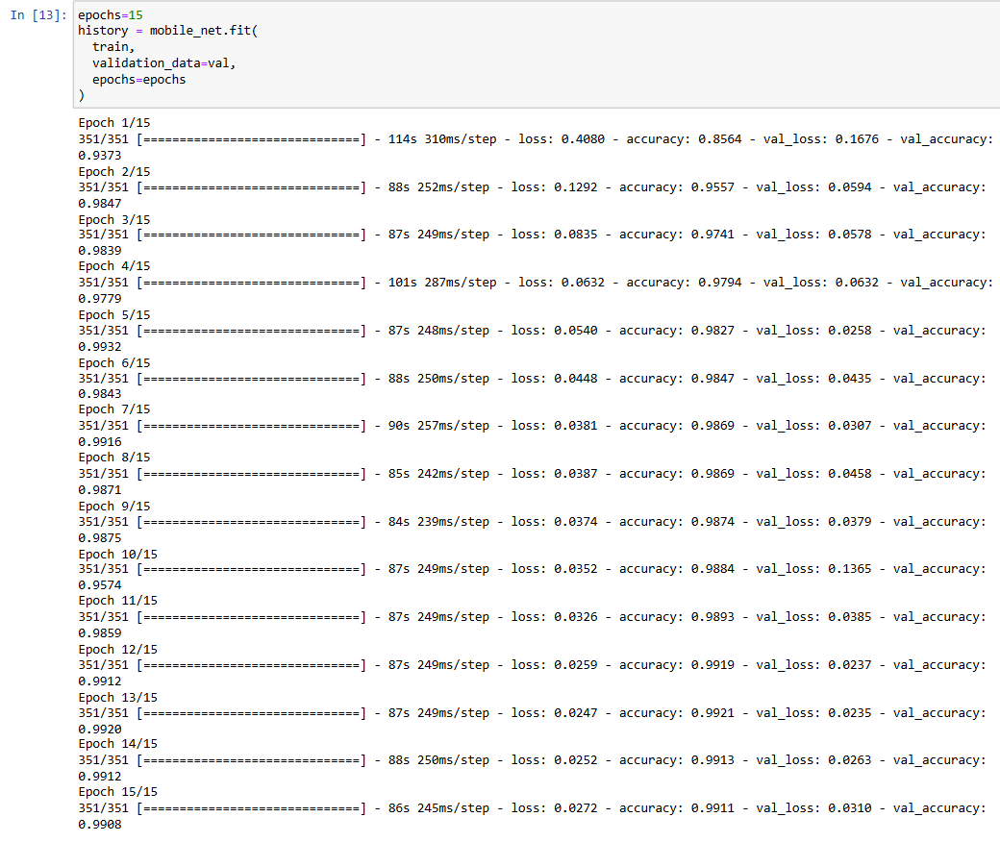 In [13]: epochs=15
history = mobile_net.fit(
  train,
  validation_data=val,
  epochs=epochs
)
Epoch 1/15
351/351 [==============================] - 114s 310ms/step - loss: 0.4080 - accuracy: 0.8564 - val_loss: 0.1676 - val_accuracy:
0.9373
Epoch 2/15
351/351 [==============================] - 88s 252ms/step - loss: 0.1292 - accuracy: 0.9557 - val_loss: 0.0594 - val_accuracy:
0.9847
Epoch 3/15
351/351 [==============================] - 87s 249ms/step - loss: 0.0835 - accuracy: 0.9741 - val_loss: 0.0578 - val_accuracy:
0.9839
Epoch 4/15
351/351 [==============================] - 101s 287ms/step - loss: 0.0632 - accuracy: 0.9794 - val_loss: 0.0632 - val_accuracy:
0.9779
Epoch 5/15
351/351 [==============================] - 87s 248ms/step - loss: 0.0540 - accuracy: 0.9827 - val_loss: 0.0258 - val_accuracy:
0.9932
Epoch 6/15
351/351 [==============================] - 88s 250ms/step - loss: 0.0448 - accuracy: 0.9847 - val_loss: 0.0435 - val_accuracy:
0.9843
Epoch 7/15
351/351 [==============================] - 90s 257ms/step - loss: 0.0381 - accuracy: 0.9869 - val_loss: 0.0307 - val_accuracy:
0.9916
Epoch 8/15
351/351 [==============================] - 85s 242ms/step - loss: 0.0387 - accuracy: 0.9869 - val_loss: 0.0458 - val_accuracy:
0.9871
Epoch 9/15
351/351 [==============================] - 84s 239ms/step - loss: 0.0374 - accuracy: 0.9874 - val_loss: 0.0379 - val_accuracy:
0.9875
Epoch 10/15
351/351 [==============================] - 87s 249ms/step - loss: 0.0352 - accuracy: 0.9884 - val_loss: 0.1365 - val_accuracy:
0.9574
Epoch 11/15
351/351 [==============================] - 87s 249ms/step - loss: 0.0326 - accuracy: 0.9893 - val_loss: 0.0385 - val_accuracy:
0.9859
Epoch 12/15
351/351 [==============================] - 87s 249ms/step - loss: 0.0259 - accuracy: 0.9919 - val_loss: 0.0237 - val_accuracy:
0.9912
Epoch 13/15
351/351 [==============================] - 87s 249ms/step - loss: 0.0247 - accuracy: 0.9921 - val_loss: 0.0235 - val_accuracy:
0.9920
Epoch 14/15
351/351 [==============================] - 88s 250ms/step - loss: 0.0252 - accuracy: 0.9913 - val_loss: 0.0263 - val_accuracy:
0.9912
Epoch 15/15
351/351 [==============================] - 86s 245ms/step - loss: 0.0272 - accuracy: 0.9911 - val_loss: 0.0310 - val_accuracy:
0.9908